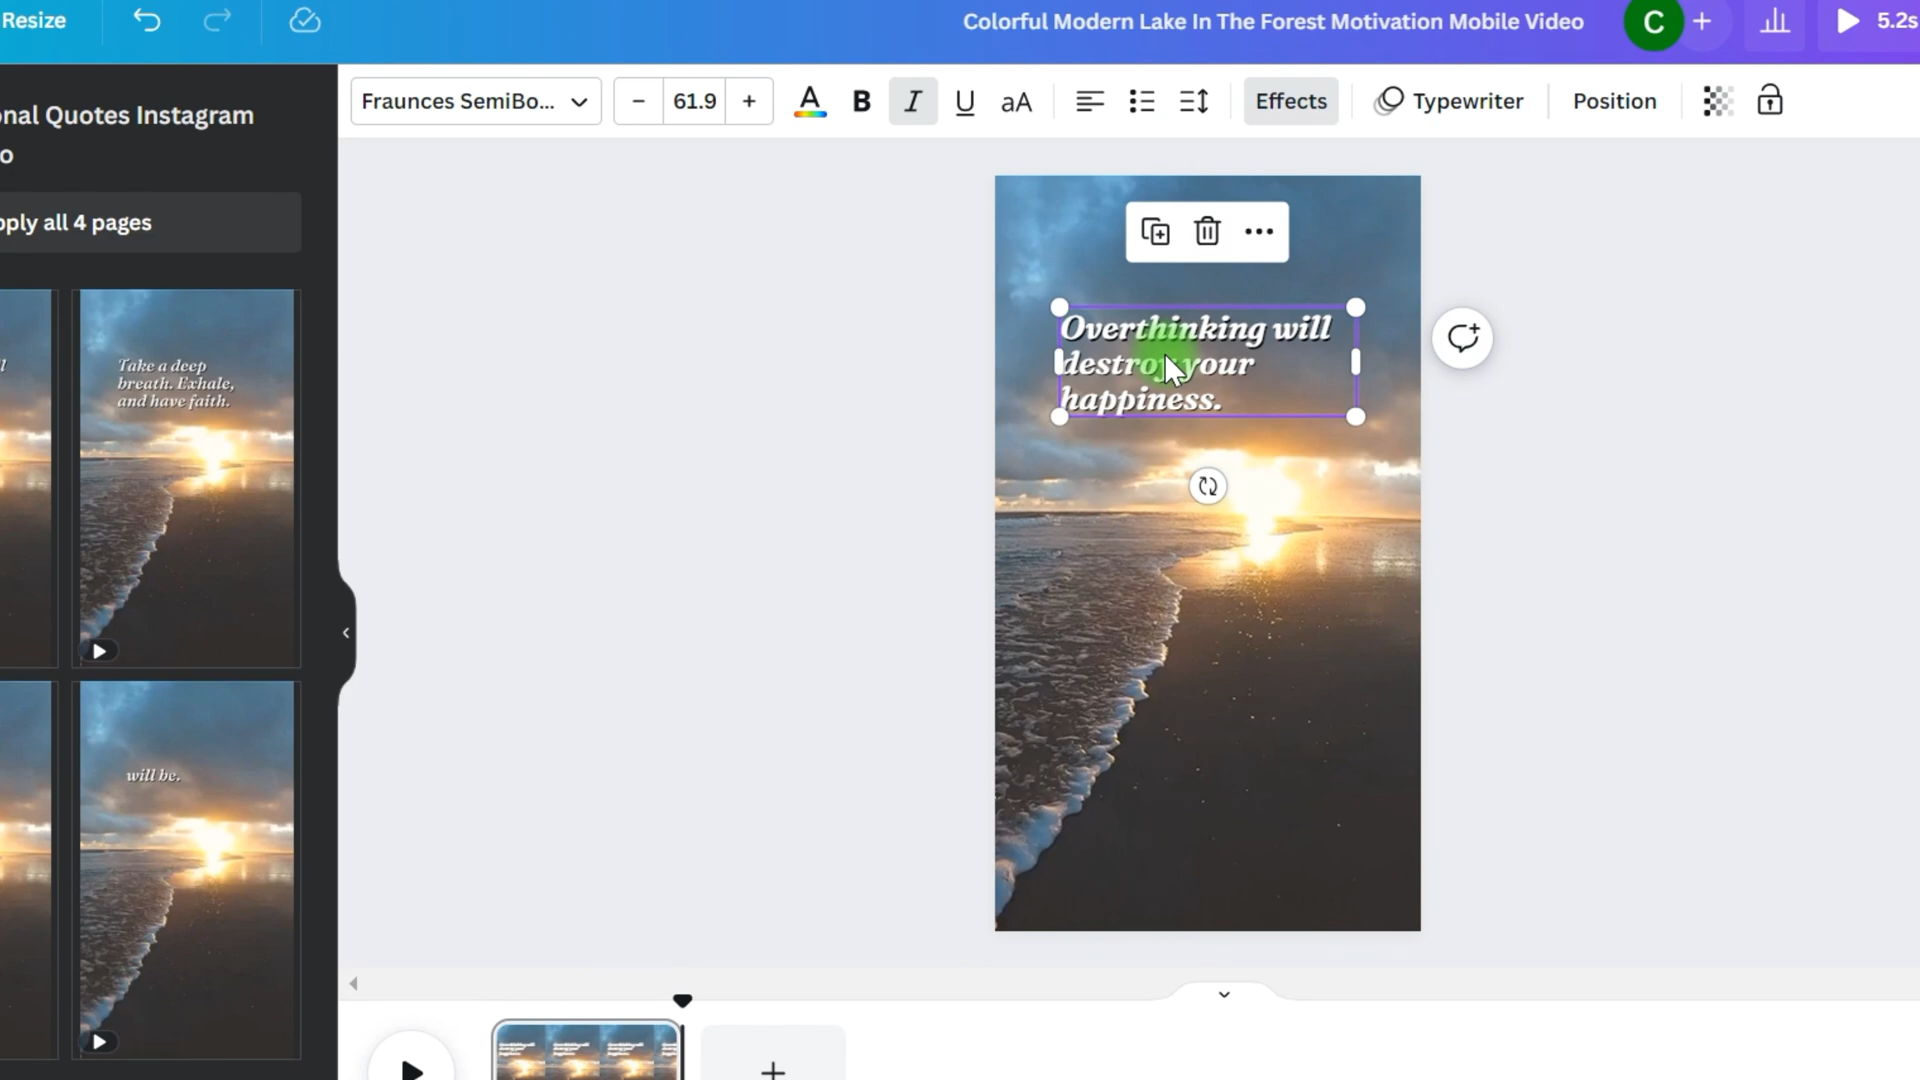 Resize
Colorful Modern Lake In The Forest Motivation Mobile Video
C
5.2s
onal Quotes Instagram
o
pply all 4 pages
Fraunces SemiBo...
61.9
A
B
I
U
aA
Effects
Typewriter
Position
Overthinking will
destroy your
happiness.
Take a deep
breath. Exhale,
and have faith.
will be.